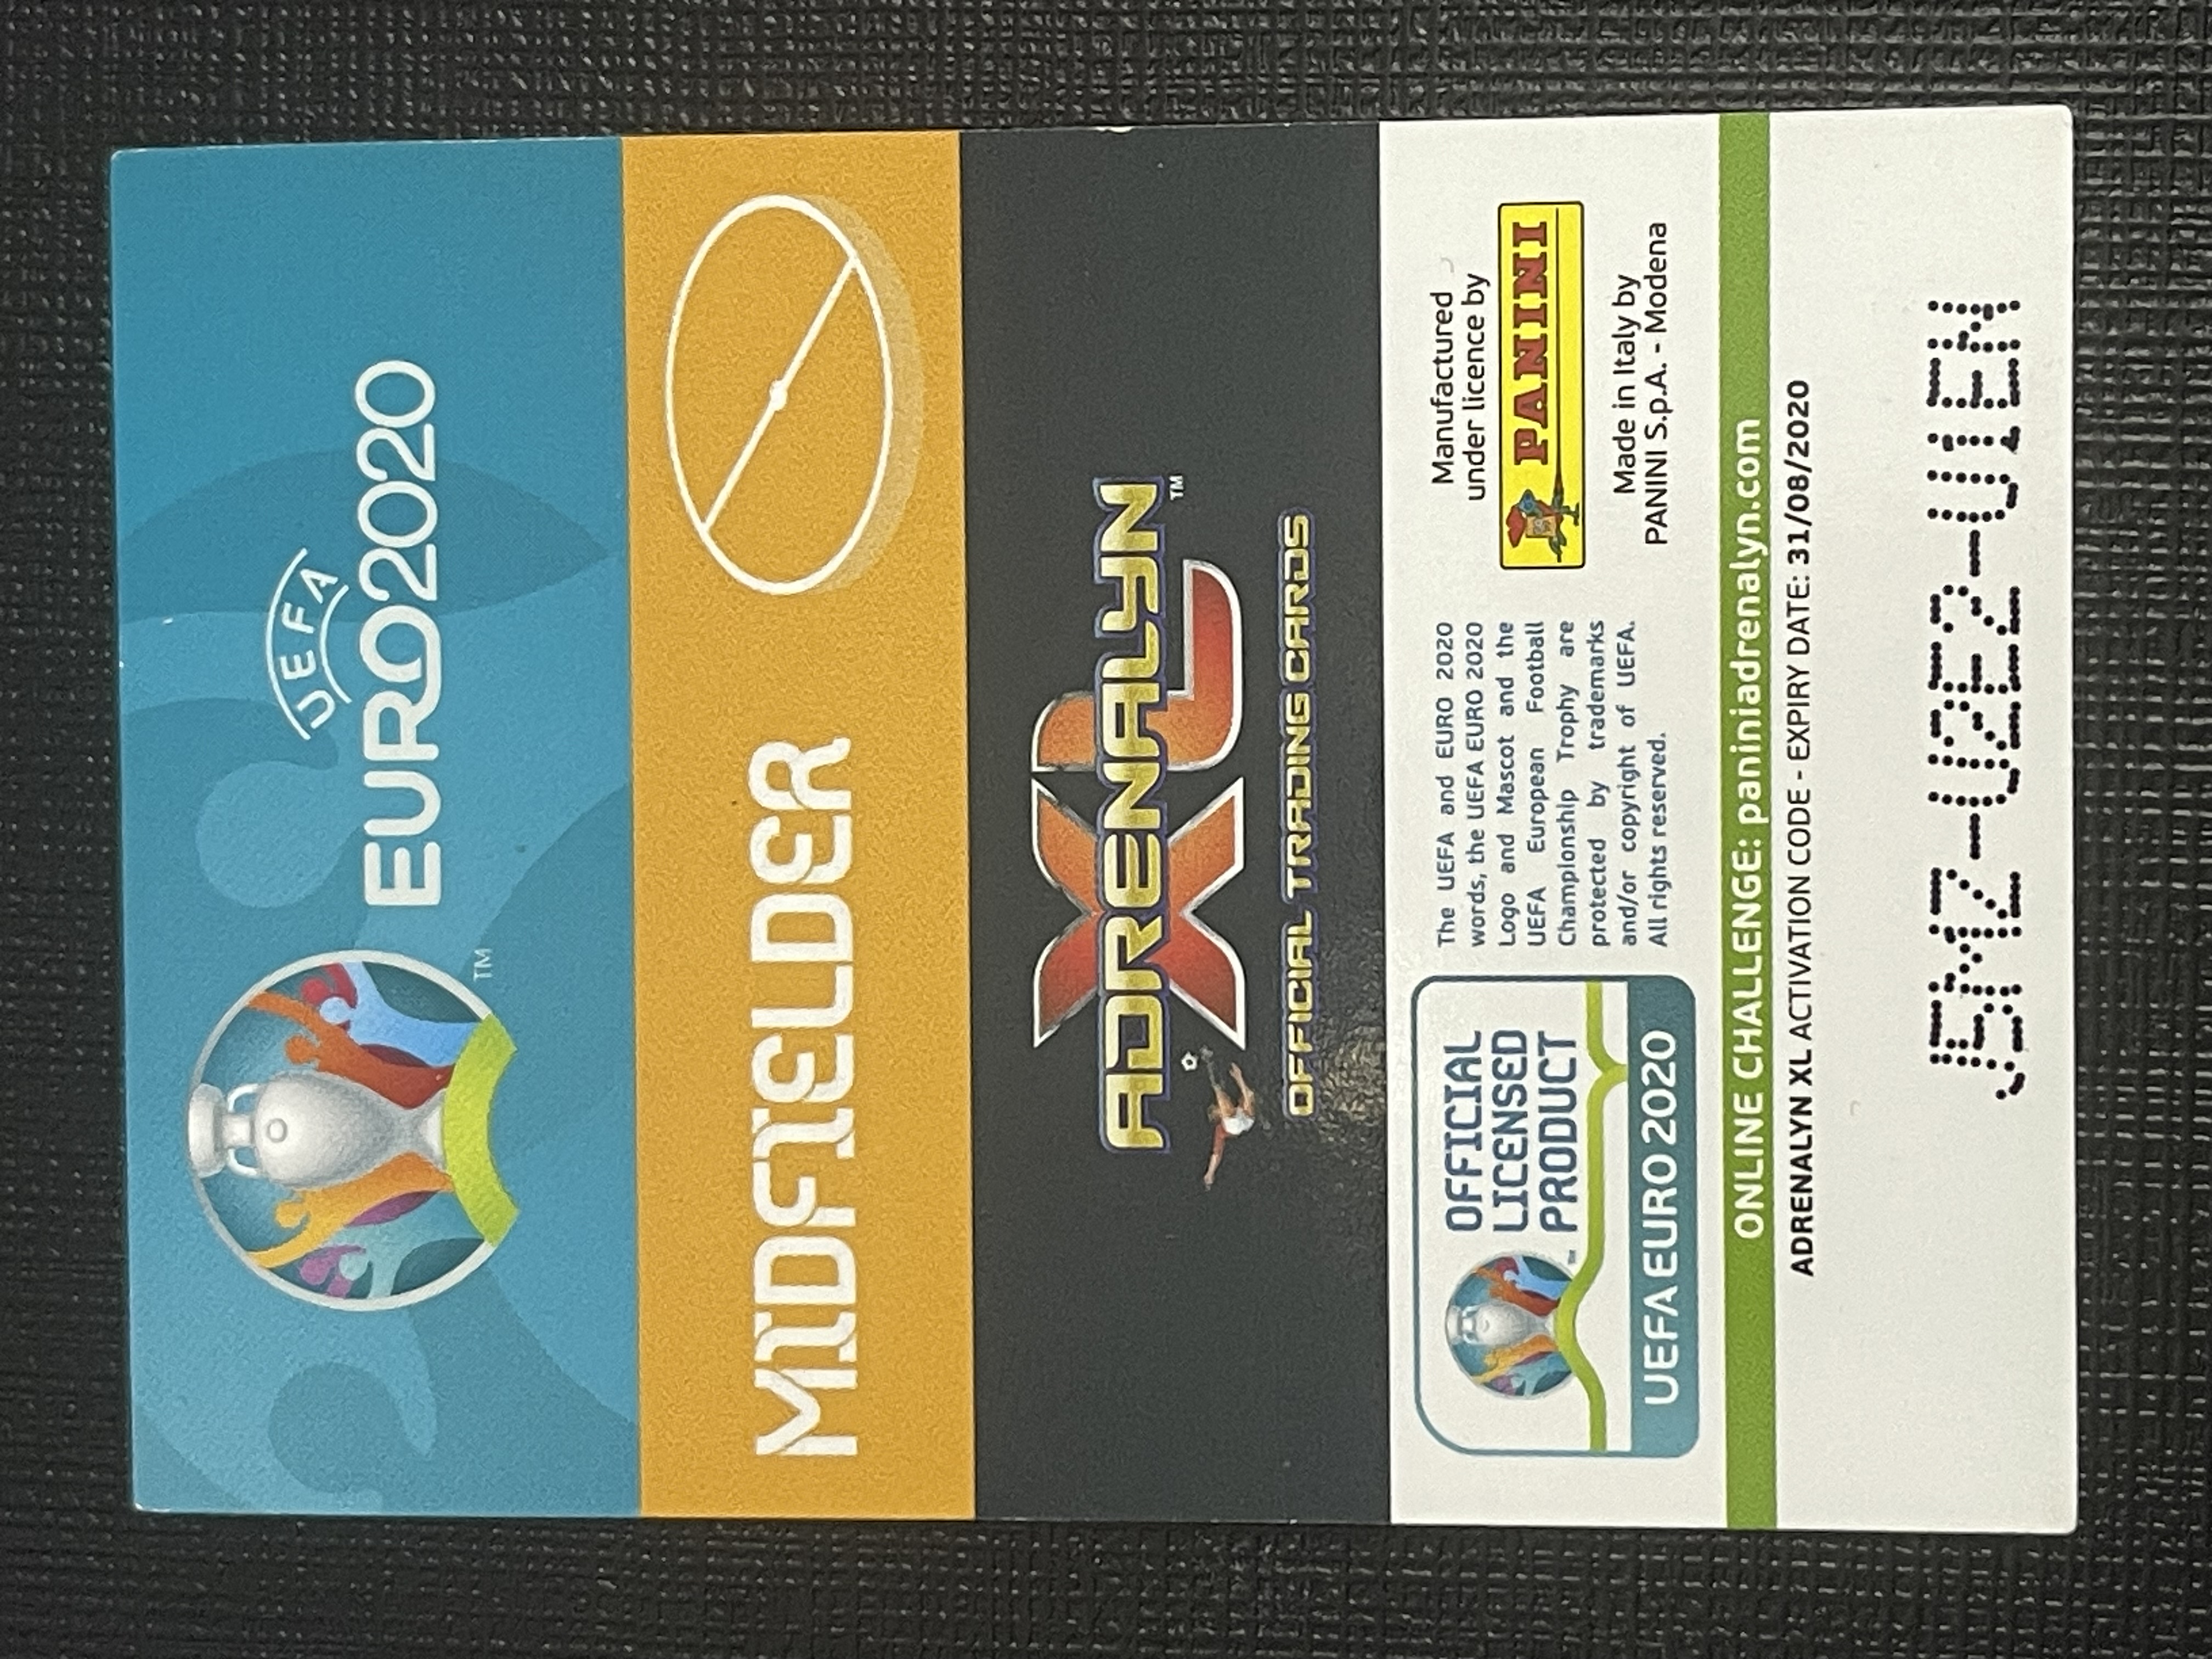 UEFA
EURO2020
TM
MIDFIELDER
XL
ADRENALYN
TM
OFFICIAL TRADING CARDS
OFFICIAL
LICENSED
PRODUCT
UEFA EURO 2020
The UEFA and EURO 2020
words, the UEFA EURO 2020
Logo and Mascot and the
UEFA European Football
Championship Trophy are
protected by trademarks
and/or copyright of UEFA.
All rights reserved.
Manufactured
under licence by
PANINI
Made in Italy by
PANINI S.p.A. - Modena
ONLINE CHALLENGE: paniniadrenalyn.com
ADRENALYN XL ACTIVATION CODE - EXPIRY DATE: 31/08/2020
J5MZ-U2E2-U1EN